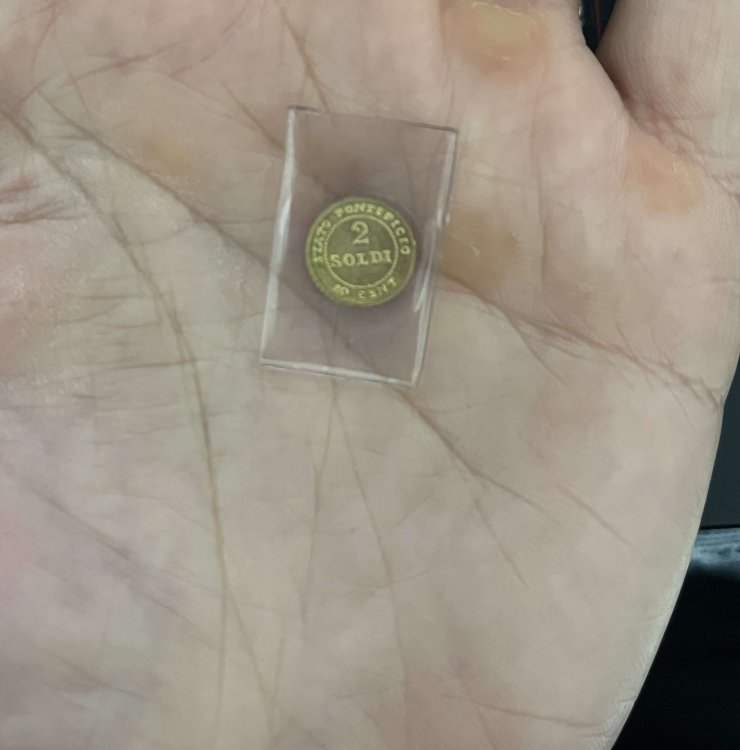 STATO PONTIFICIO
2
SOLDI
10 CENT